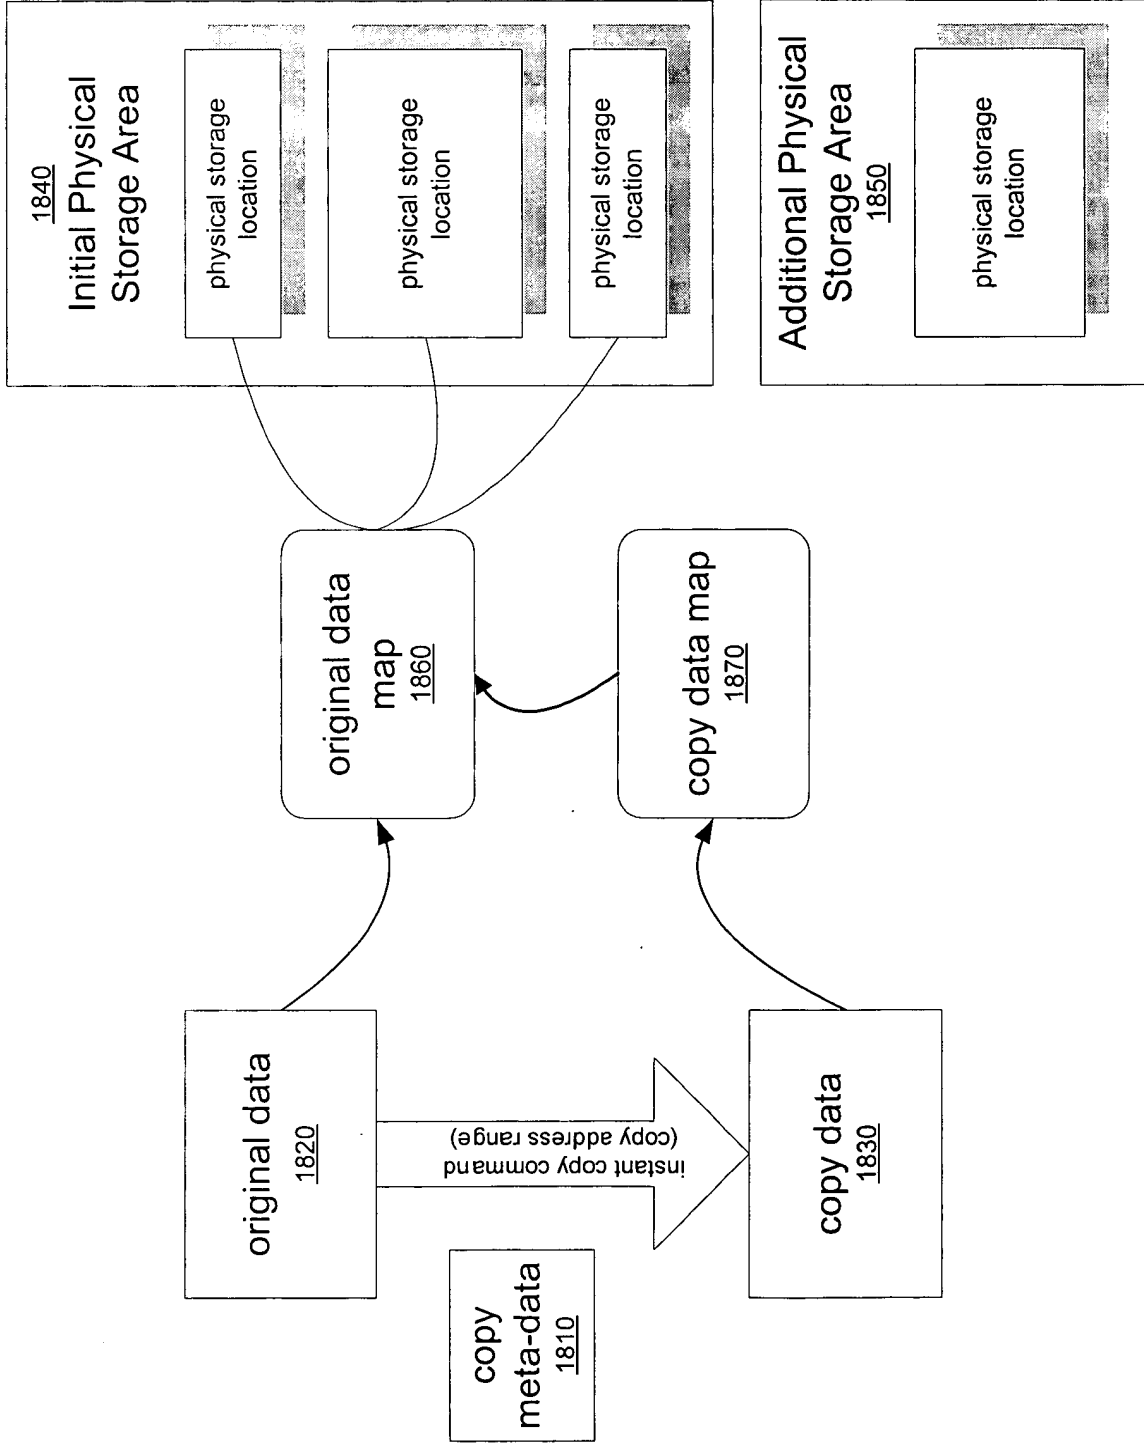 original data
1820
copy
meta-data
1810
instant copy command
(copy address range)
copy data
1830
original data
map
1860
copy data map
1870
1840
Initial Physical
Storage Area
physical storage
location
physical storage
location
physical storage
location
Additional Physical
Storage Area
1850
physical storage
location